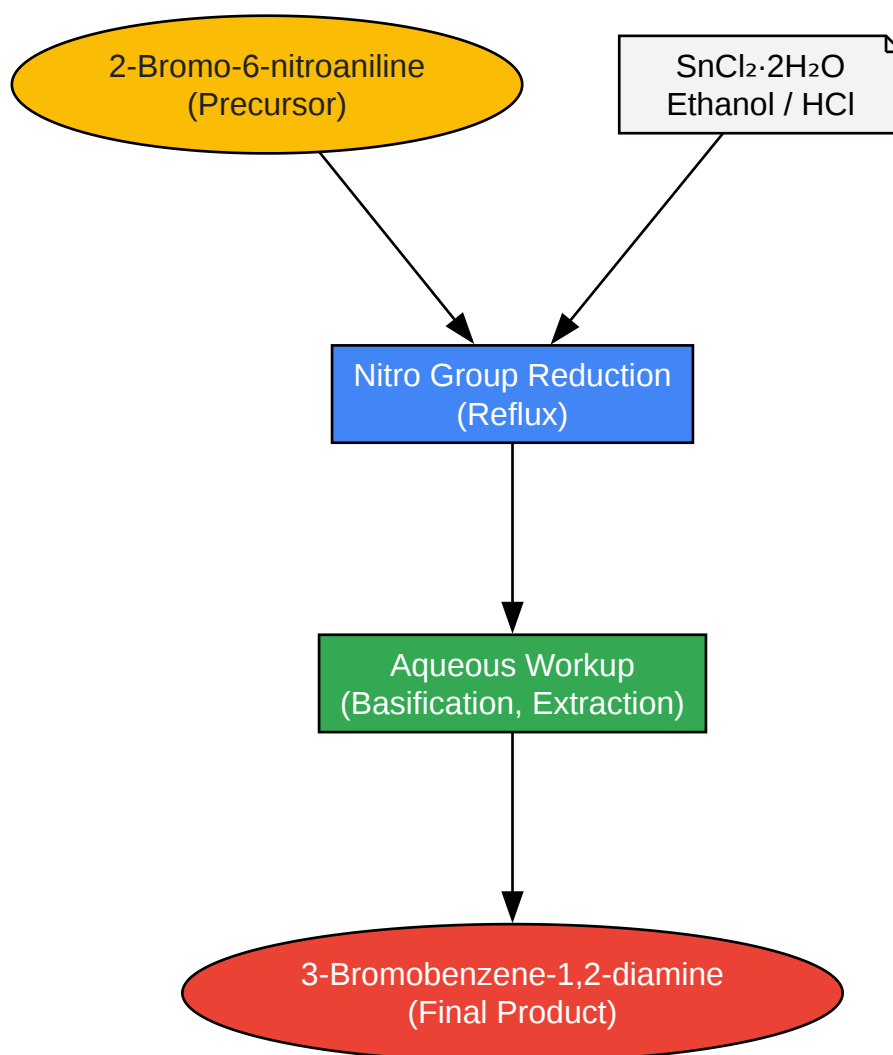 2-Bromo-6-nitroaniline
(Precursor)
SnCl₂·2H₂O
Ethanol / HCl
Nitro Group Reduction
(Reflux)
Aqueous Workup
(Basification, Extraction)
3-Bromobenzene-1,2-diamine
(Final Product)